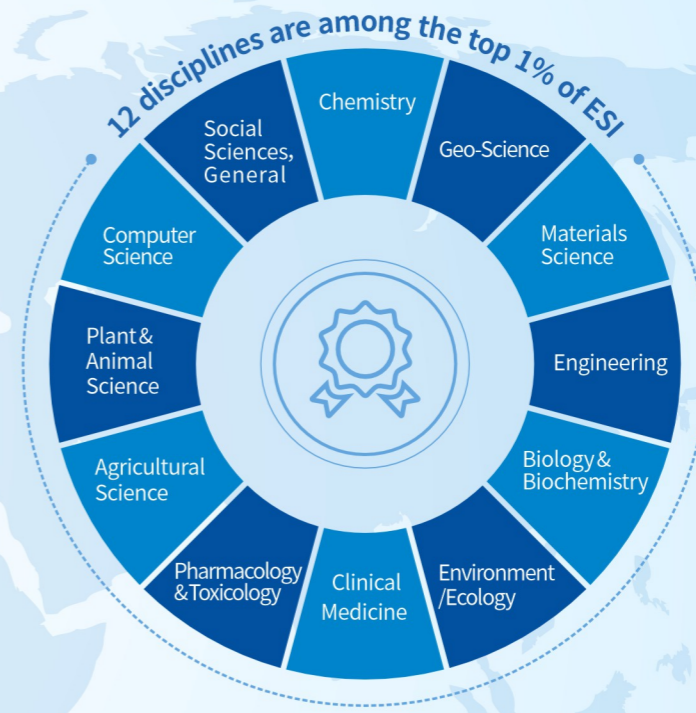 12 disciplines are among the top 1% of ESI
Chemistry
Geo-Science
Materials
Science
Engineering
Biology&
Biochemistry
Environment
/Ecology
Clinical
Medicine
Pharmacology
&Toxicology
Agricultural
Science
Plant&
Animal
Science
Computer
Science
Social
Sciences,
General